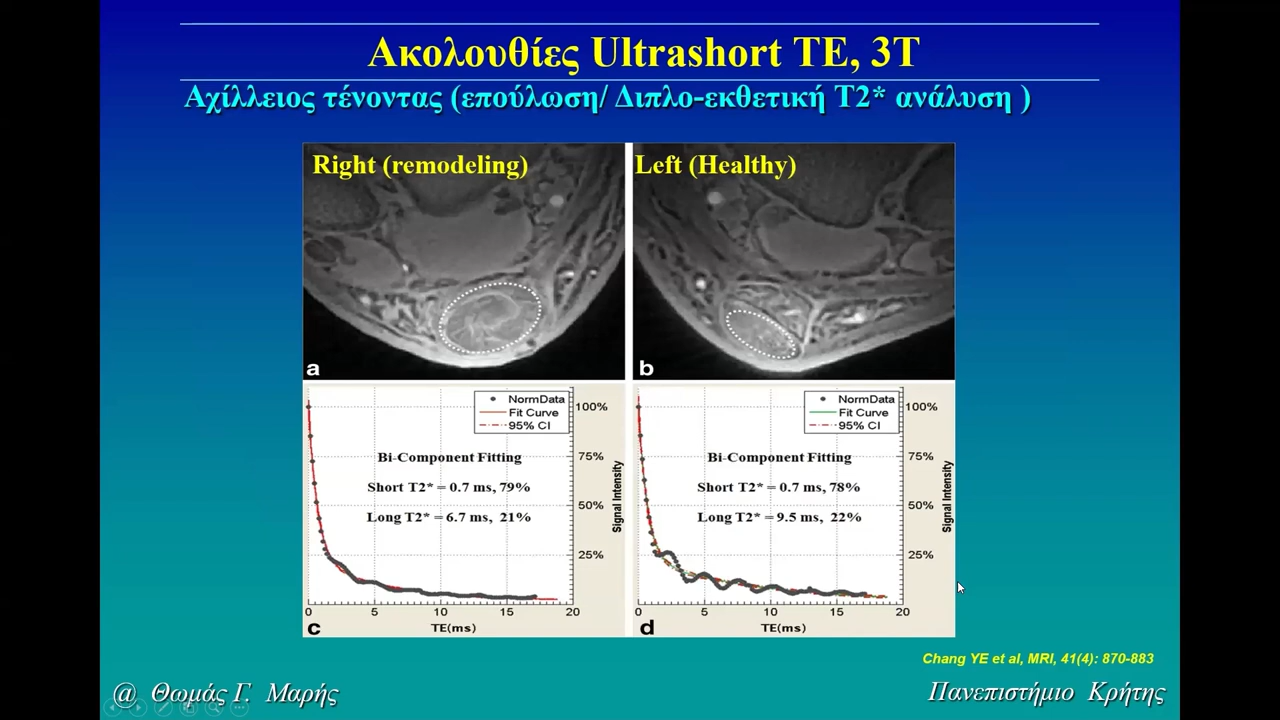 Ακολουθίες Ultrashort TE, 3T
Αχίλλειος τένοντας (επούλωση/ Διπλο-εκθετική T2* ανάλυση )
Right (remodeling)
Left (Healthy)
a
b
NormData
Fit Curve
95% CI
100%
75%
50%
25%
Signal Intensity
Bi-Component Fitting
Short T2* = 0.7 ms, 79%
Long T2* = 6.7 ms, 21%
0 5 10 15 20
TE(ms)
c
NormData
Fit Curve
95% CI
100%
75%
50%
25%
Signal Intensity
Bi-Component Fitting
Short T2* = 0.7 ms, 78%
Long T2* = 9.5 ms, 22%
0 5 10 15 20
TE(ms)
d
Chang YE et al, MRI, 41(4): 870-883
@ Θωμάς Γ. Μαρής
Πανεπιστήμιο Κρήτης